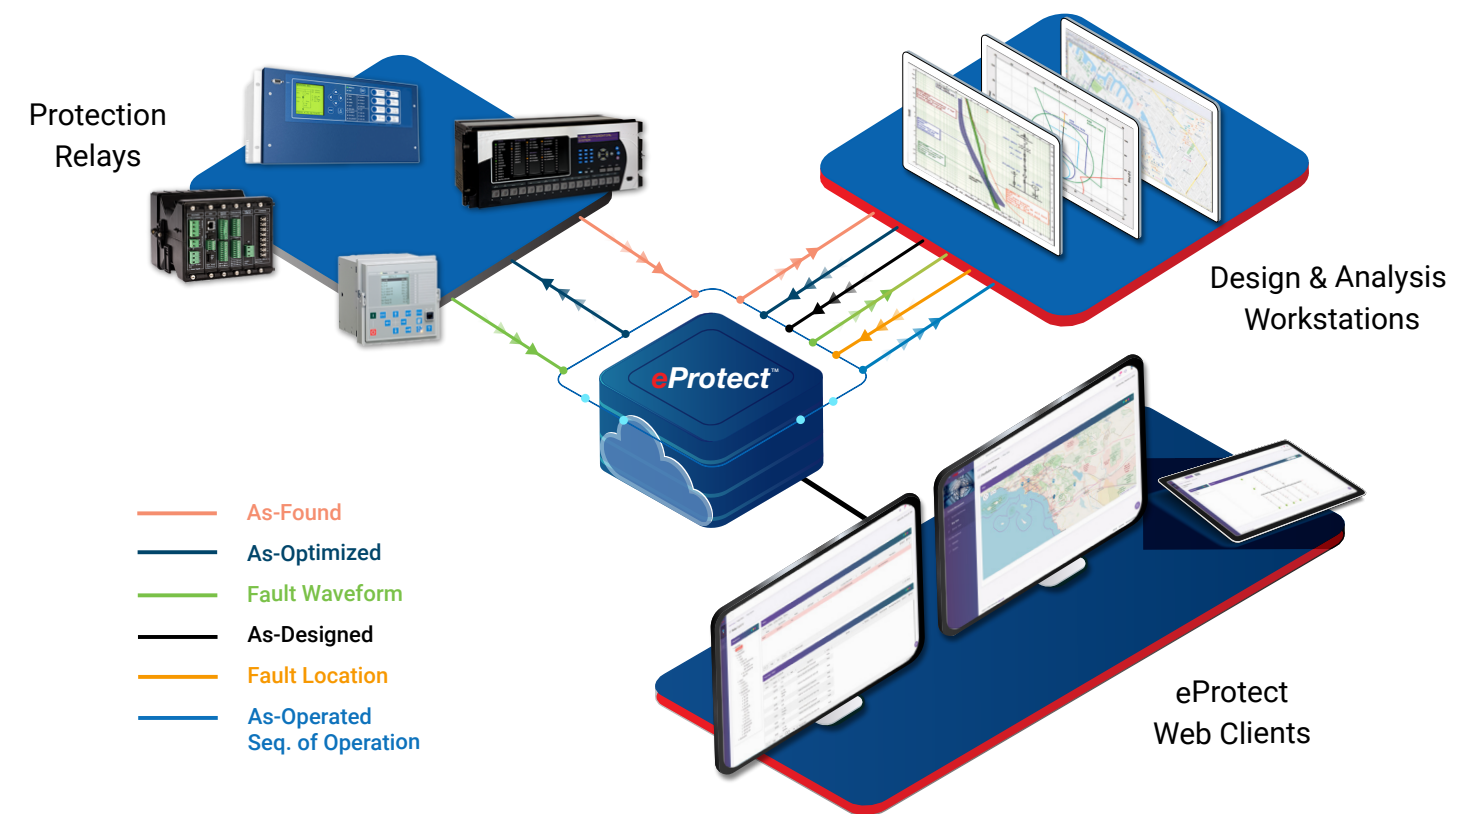 Protection
Relays
Design & Analysis
Workstations
eProtect™
As-Found
As-Optimized
Fault Waveform
As-Designed
Fault Location
As-Operated
Seq. of Operation
eProtect
Web Clients